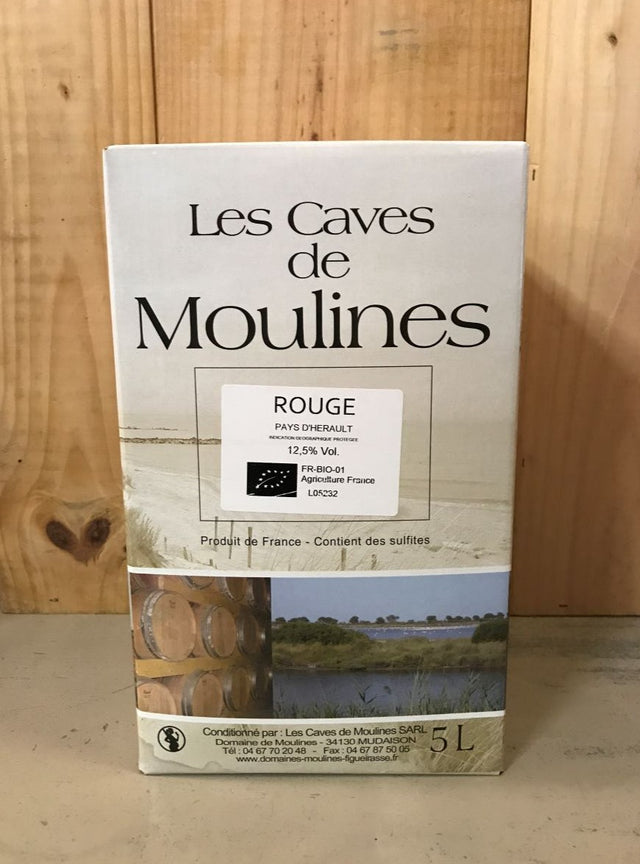 Les Caves
de
Moulines
ROUGE
PAYS D'HERAULT
INDICATION GEOGRAPHIQUE PROTEGEE
12,5% Vol.
FR-BIO-01
Agriculture France
L05232
Produit de France - Contient des sulfites
Conditionné par : Les Caves de Moulines SARL
Domaine de Moulines - 34130 MUDAISON
Tél : 04 67 70 20 48 - Fax : 04 67 87 50 05
www.domaines-moulines-figueirasse.fr
5 L